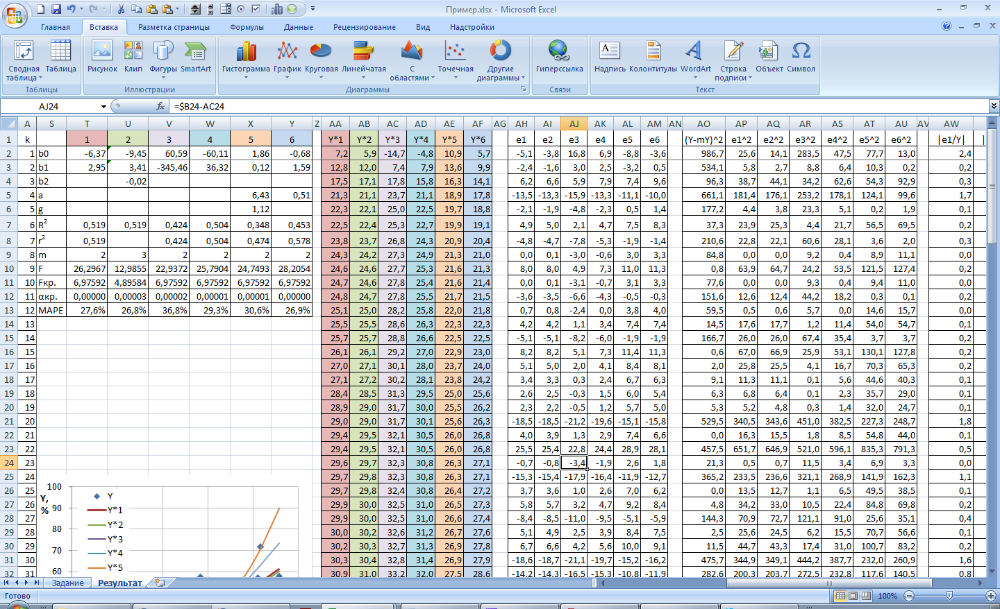 Пример.xlsx - Microsoft Excel
Главная Вставка Разметка страницы Формулы Данные Рецензирование Вид Надстройки
Сводная таблица Таблица Рисунок Клип Фигуры SmartArt Гистограмма График Круговая Линейчатая С областями Точечная Другие диаграммы Гиперссылка Надпись Колонтитулы WordArt Строка подписи Объект Символ
Таблицы Иллюстрации Диаграммы Связи Текст
AJ24 fx =$B24-AC24
A S T U V W X Y Z AA AB AC AD AE AF AG AH AI AJ AK AL AM AN AO AP AQ AR AS AT AU AV AW
1 k 1 2 3 4 5 6 Y*1 Y*2 Y*3 Y*4 Y*5 Y*6 e1 e2 e3 e4 e5 e6 (Y-mY)^2 e1^2 e2^2 e3^2 e4^2 e5^2 e6^2 |e1/Y| |
2 1 b0 -6,37 -9,45 60,59 -60,11 1,86 -0,68 7,2 5,9 -14,7 -4,8 10,9 5,7 -5,1 -3,8 16,8 6,9 -8,8 -3,6 986,7 25,6 14,1 283,5 47,5 77,7 13,0 2,4
3 2 b1 2,95 3,41 -345,46 36,32 0,12 1,59 12,8 12,0 7,4 7,9 13,6 9,9 -2,4 -1,6 3,0 2,5 -3,2 0,5 534,1 5,8 2,7 8,8 6,4 10,3 0,2 0,2
4 3 b2 -0,02 17,5 17,1 17,8 15,8 16,3 14,1 6,2 6,6 5,9 7,9 7,4 9,6 96,3 38,7 44,1 34,2 62,6 54,3 92,9 0,3
5 4 a 6,43 0,51 21,3 21,1 23,7 21,1 18,9 17,8 -13,5 -13,3 -15,9 -13,3 -11,1 -10,0 661,1 181,4 176,1 253,2 178,1 124,1 99,6 1,7
6 5 g 1,12 22,3 22,1 25,0 22,5 19,7 18,8 -2,1 -1,9 -4,8 -2,3 0,5 1,4 177,2 4,4 3,8 23,3 5,1 0,2 1,9 0,1
7 6 R2 0,519 0,519 0,424 0,504 0,348 0,453 22,5 22,4 25,3 22,7 19,9 19,1 4,9 5,0 2,1 4,7 7,5 8,3 37,3 23,9 25,3 4,4 21,7 56,5 69,5 0,2
8 7 r2 0,519 0,424 0,504 0,474 0,578 23,8 23,7 26,8 24,3 20,9 20,4 -4,8 -4,7 -7,8 -5,3 -1,9 -1,4 210,6 22,8 22,1 60,6 28,1 3,6 2,0 0,3
9 8 m 2 3 2 2 2 2 24,3 24,2 27,3 24,9 21,3 21,0 0,0 0,1 -3,0 -0,6 3,0 3,3 84,8 0,0 0,0 9,2 0,4 8,9 11,1 0,0
10 9 F 26,2967 12,9855 22,9372 25,7904 24,7493 28,2054 24,6 24,6 27,7 25,3 21,6 21,3 8,0 8,0 4,9 7,3 11,0 11,3 0,8 63,9 64,7 24,2 53,5 121,5 127,4 0,2
11 10 Fкр. 6,97592 4,89584 6,97592 6,97592 6,97592 6,97592 24,7 24,6 27,8 25,4 21,6 21,4 0,0 0,1 -3,1 -0,7 3,1 3,3 77,6 0,0 0,0 9,3 0,4 9,4 11,0 0,0
12 11 αкр. 0,00000 0,00003 0,00002 0,00001 0,00001 0,00000 24,8 24,7 27,8 25,5 21,7 21,5 -3,6 -3,5 -6,6 -4,3 -0,5 -0,3 151,6 12,6 12,4 44,2 18,2 0,3 0,1 0,2
13 12 MAPE 27,6% 26,8% 36,8% 29,3% 30,6% 26,9% 25,1 25,0 28,2 25,8 22,0 21,8 0,7 0,8 -2,4 0,0 3,8 4,0 59,5 0,5 0,6 5,7 0,0 14,6 15,7 0,0
14 13 25,5 25,5 28,6 26,3 22,3 22,3 4,2 4,2 1,1 3,4 7,4 7,4 14,5 17,6 17,7 1,2 11,4 54,0 54,7 0,1
15 14 25,7 25,7 28,8 26,6 22,5 22,5 -5,1 -5,1 -8,2 -6,0 -1,9 -1,9 166,7 26,0 26,0 67,4 35,4 3,7 3,7 0,2
16 15 26,1 26,1 29,2 27,0 22,9 23,0 8,2 8,2 5,1 7,3 11,4 11,3 0,6 67,0 66,9 25,9 53,1 130,1 127,8 0,2
17 16 27,0 27,1 30,1 28,0 23,7 24,0 5,1 5,0 2,0 4,1 8,4 8,1 2,0 25,8 25,5 4,1 16,7 70,3 65,3 0,2
18 17 27,1 27,2 30,2 28,1 23,8 24,2 3,4 3,3 0,3 2,4 6,7 6,3 9,1 11,3 11,1 0,1 5,6 44,6 40,3 0,1
19 18 28,4 28,5 31,3 29,5 25,0 25,6 2,6 2,5 -0,3 1,5 6,0 5,4 6,3 6,8 6,4 0,1 2,3 35,7 29,0 0,1
20 19 28,9 29,0 31,7 30,0 25,5 26,2 2,3 2,2 -0,5 1,2 5,7 5,0 5,3 5,2 4,8 0,3 1,4 32,0 24,7 0,1
21 20 29,0 29,0 31,7 30,1 25,6 26,3 -18,5 -18,5 -21,2 -19,6 -15,1 -15,8 529,5 340,5 343,6 451,0 382,5 227,3 248,7 1,8
22 21 29,4 29,5 32,1 30,5 26,0 26,8 4,0 3,9 1,3 2,9 7,4 6,6 0,0 16,3 15,5 1,8 8,5 54,8 44,0 0,1
23 22 29,4 29,5 32,1 30,5 26,0 26,8 25,5 25,4 22,8 24,4 28,9 28,1 457,5 651,7 646,9 521,0 596,1 835,3 791,3 0,5
24 23 29,6 29,7 32,3 30,8 26,3 27,1 -0,7 -0,8 -3,4 -1,9 2,6 1,8 21,3 0,5 0,7 11,5 3,4 6,9 3,3 0,0
25 24 29,7 29,8 32,3 30,8 26,3 27,1 -15,3 -15,4 -17,9 -16,4 -11,9 -12,7 365,2 233,5 236,6 321,1 268,9 141,9 162,3 1,1
26 25 29,7 29,8 32,4 30,8 26,4 27,2 3,7 3,6 1,0 2,6 7,0 6,2 0,0 13,5 12,7 1,1 6,5 49,5 38,5 0,1
27 26 29,9 30,0 32,5 31,0 26,5 27,3 5,8 5,7 3,2 4,7 9,2 8,4 4,8 34,2 33,0 10,5 22,4 84,8 69,8 0,2
28 27 29,9 30,0 32,5 31,0 26,6 27,4 -8,4 -8,5 -11,0 -9,5 -5,1 -5,9 144,3 70,9 72,7 121,1 91,0 25,6 35,1 0,4
29 28 30,0 30,2 32,6 31,2 26,7 27,6 5,1 4,9 2,5 3,9 8,4 7,5 2,5 25,6 24,5 6,2 15,5 70,7 56,6 0,1
30 29 30,2 30,3 32,7 31,3 26,9 27,8 6,7 6,6 4,2 5,6 10,0 9,1 11,5 44,7 43,3 17,4 31,0 100,7 83,2 0,2
31 30 30,3 30,4 32,8 31,4 26,9 27,9 -18,6 -18,7 -21,1 -19,7 -15,2 -16,2 475,7 344,9 349,1 444,2 387,7 232,0 260,9 1,6
32 31 30,9 31,0 33,2 32,0 27,5 28,6 -14,2 -14,3 -16,5 -15,3 -10,8 -11,9 282,6 200,3 203,7 272,5 232,8 117,6 140,5 0,8
Y, %
100
90
80
70
60
Y
Y*1
Y*2
Y*3
Y*4
Y*5
Задание Результат
Готово 100%